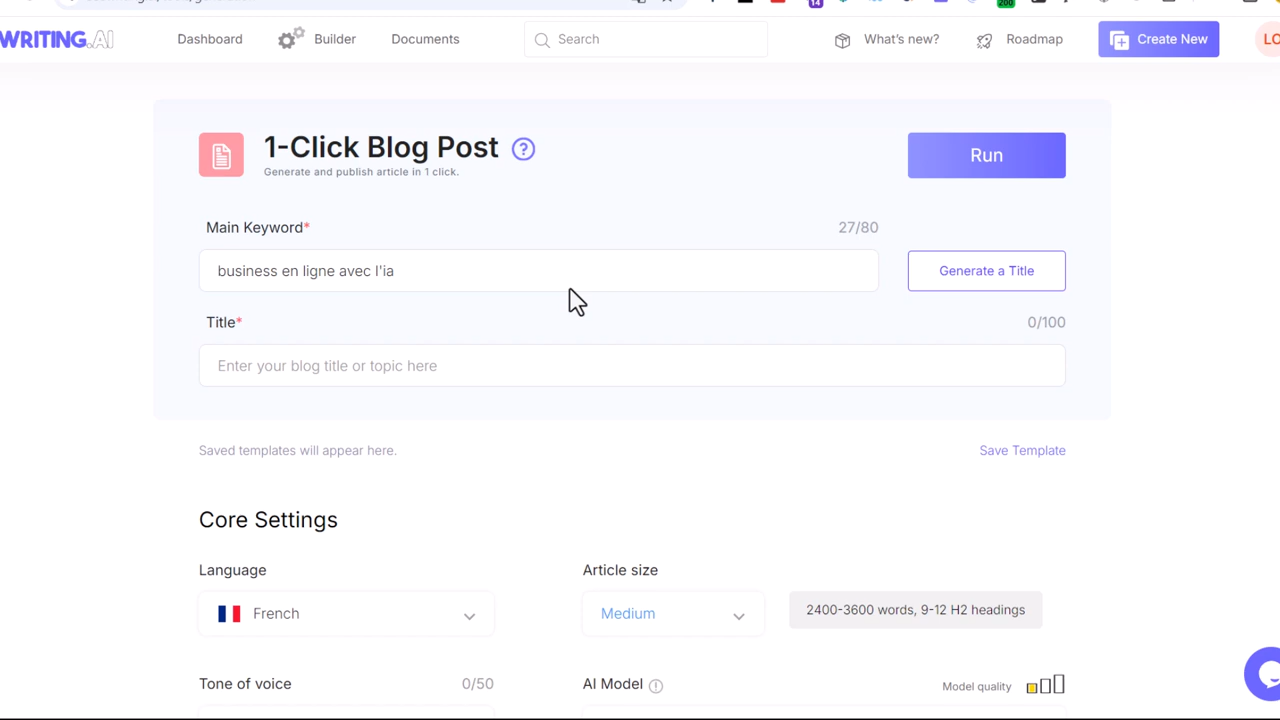 WRITING.AI
Dashboard
Builder
Documents
Search
What's new?
Roadmap
Create New
LO
14
200
1-Click Blog Post
?
Generate and publish article in 1 click.
Run
Main Keyword*
27/80
business en ligne avec l'ia
Generate a Title
Title*
0/100
Enter your blog title or topic here
Saved templates will appear here.
Save Template
Core Settings
Language
Article size
French
Medium
2400-3600 words, 9-12 H2 headings
Tone of voice
0/50
AI Model
Model quality